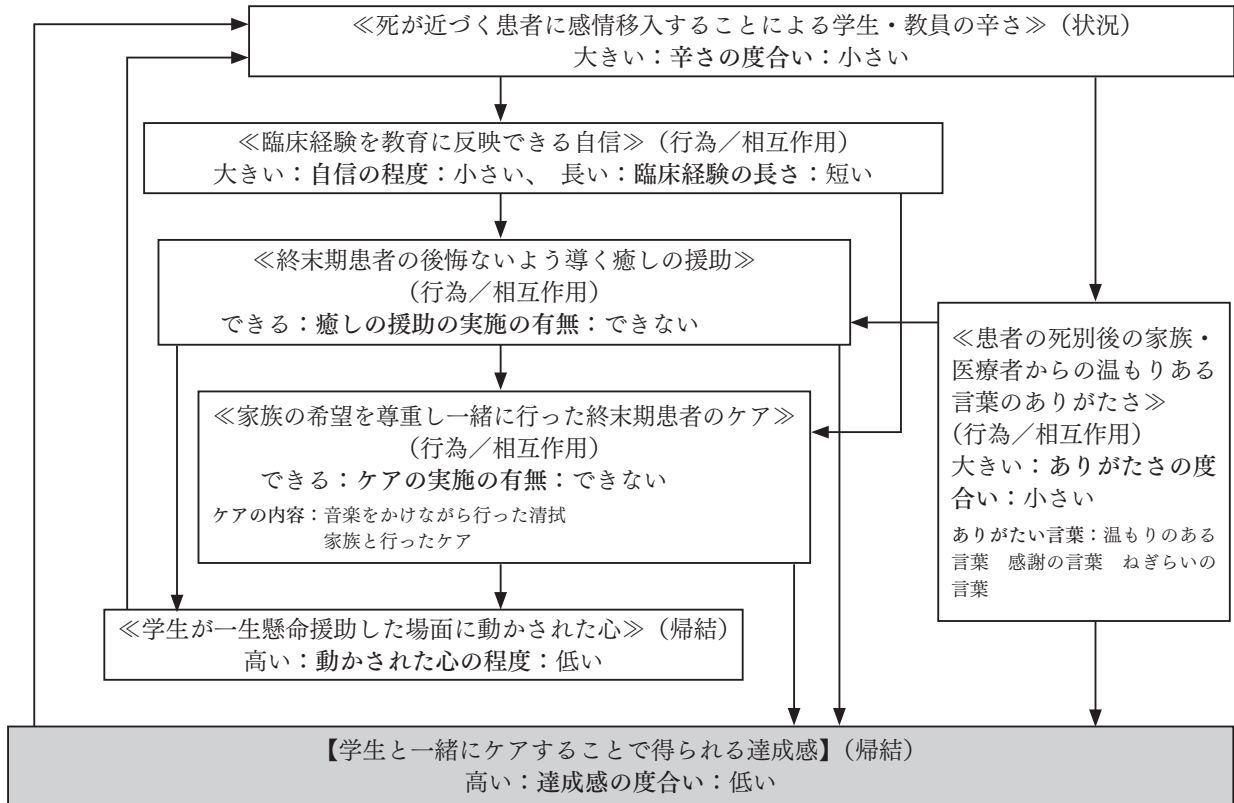 ≪死が近づく患者に感情移入することによる学生・教員の辛さ≫（状況）
大きい：辛さの度合い：小さい
≪臨床経験を教育に反映できる自信≫（行為／相互作用）
大きい：自信の程度：小さい、 長い：臨床経験の長さ：短い
≪終末期患者の後悔ないよう導く癒しの援助≫
（行為／相互作用）
できる：癒しの援助の実施の有無：できない
≪家族の希望を尊重し一緒に行った終末期患者のケア≫
（行為／相互作用）
できる：ケアの実施の有無：できない
ケアの内容：音楽をかけながら行った清拭
家族と行ったケア
≪患者の死別後の家族・
医療者からの温もりある
言葉のありがたさ≫
（行為／相互作用）
大きい：ありがたさの度
合い：小さい
ありがたい言葉：温もりのある
言葉　感謝の言葉　ねぎらいの
言葉
≪学生が一生懸命援助した場面に動かされた心≫（帰結）
高い：動かされた心の程度：低い
【学生と一緒にケアすることで得られる達成感】（帰結）
高い：達成感の度合い：低い